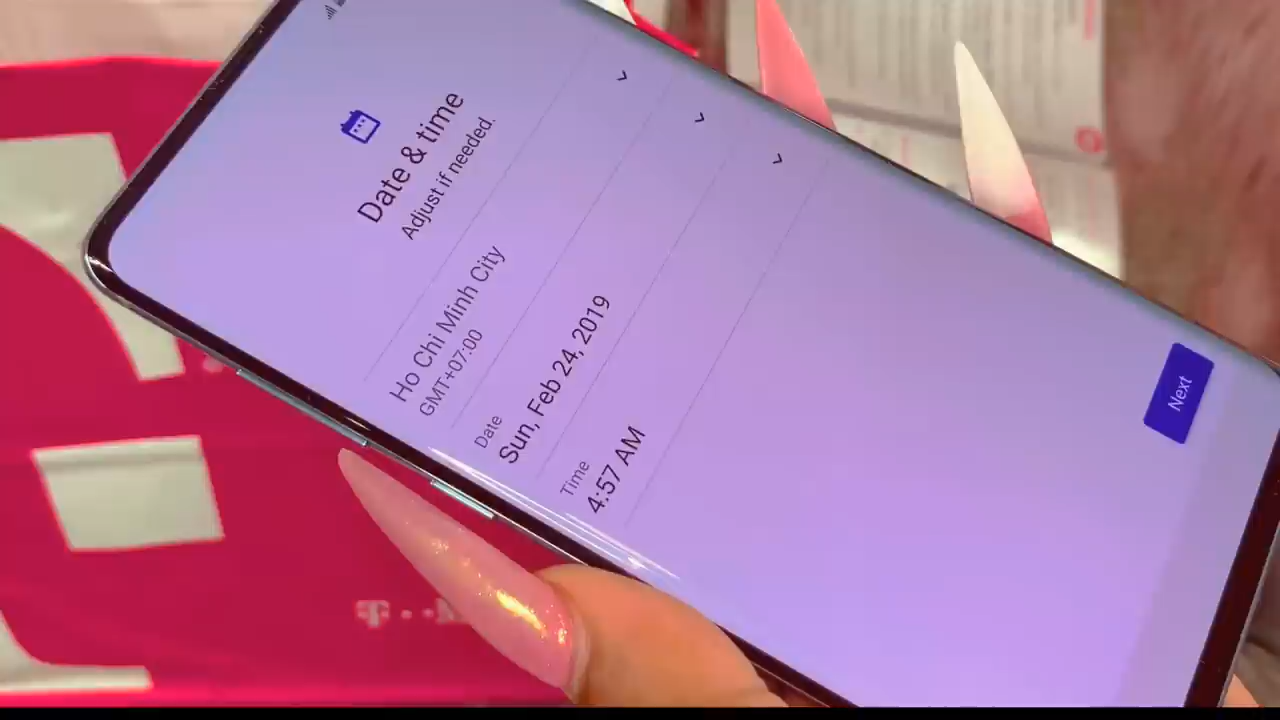 Date & time
Adjust if needed.
Ho Chi Minh City
GMT+07:00
Date
Sun, Feb 24, 2019
Time
4:57 AM
Next